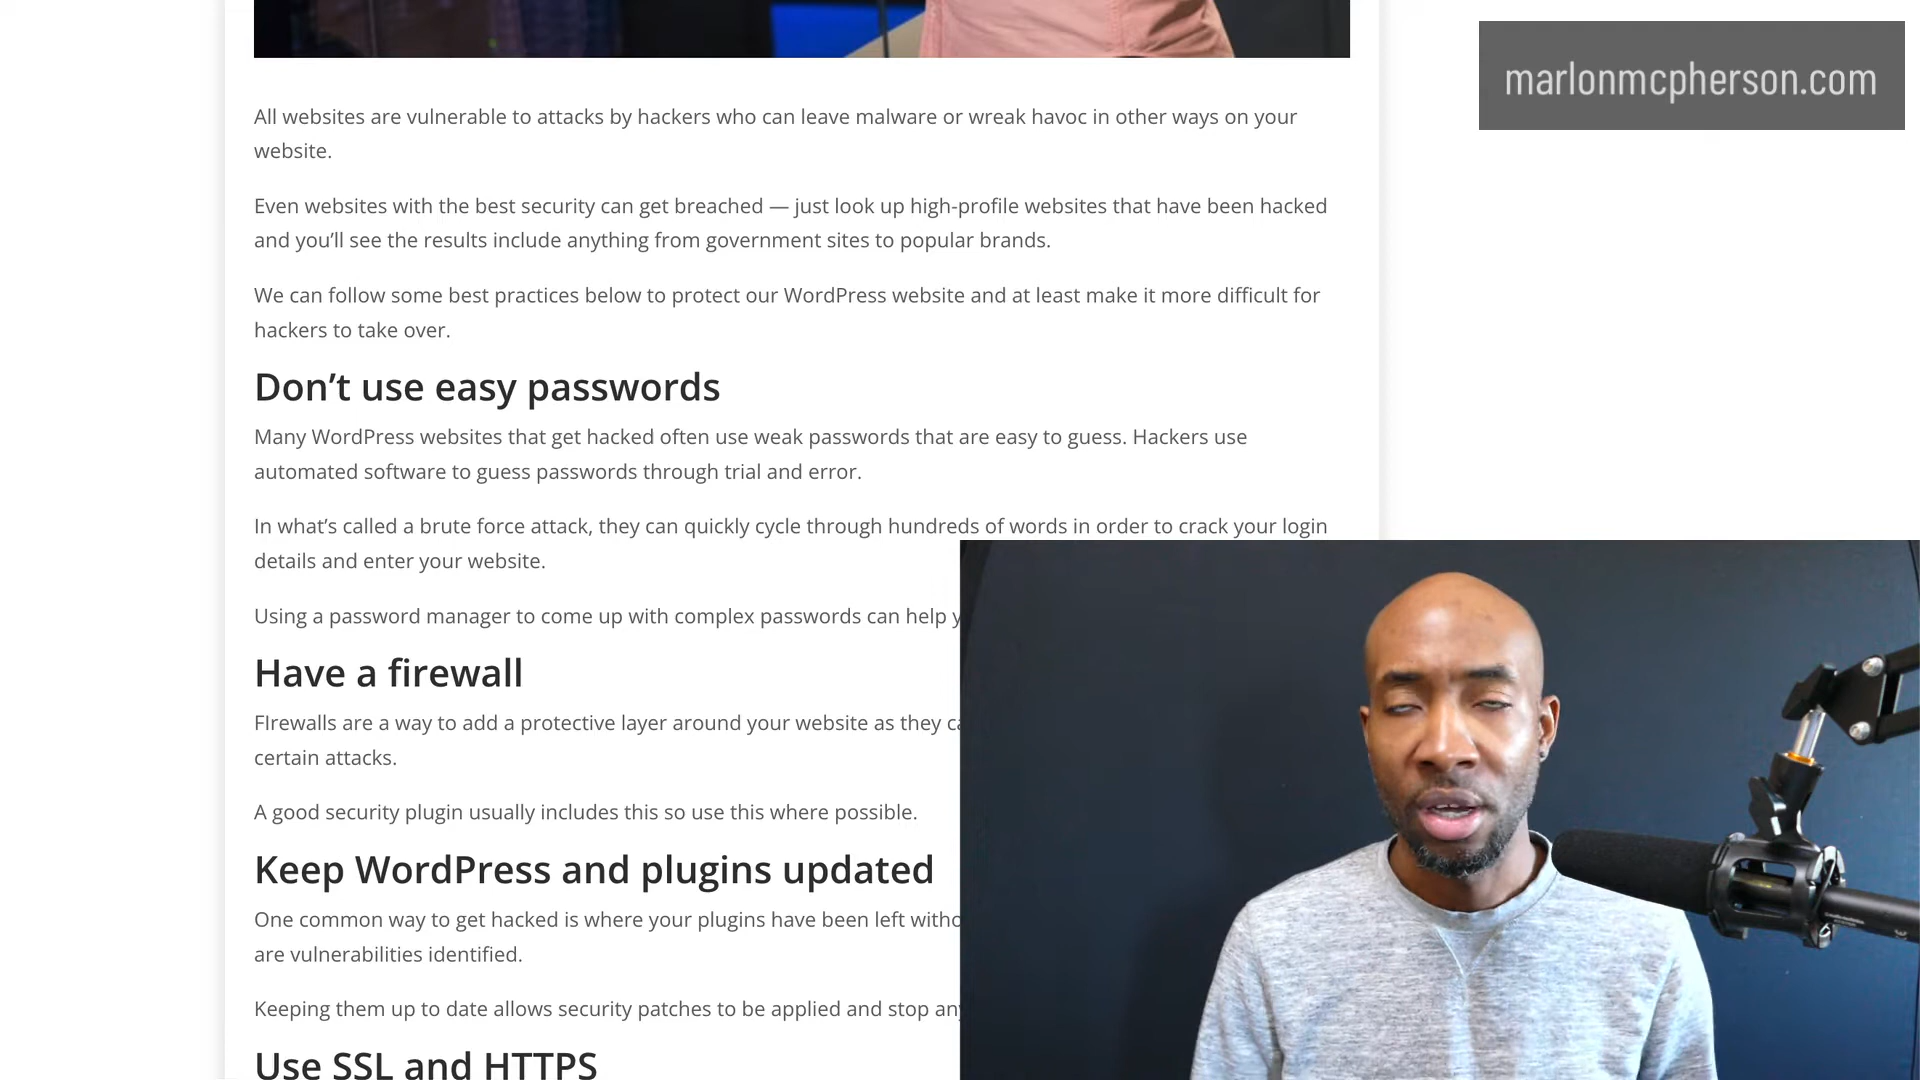 marlonmcpherson.com
All websites are vulnerable to attacks by hackers who can leave malware or wreak havoc in other ways on your
website.
Even websites with the best security can get breached — just look up high-profile websites that have been hacked
and you’ll see the results include anything from government sites to popular brands.
We can follow some best practices below to protect our WordPress website and at least make it more difficult for
hackers to take over.
Don’t use easy passwords
Many WordPress websites that get hacked often use weak passwords that are easy to guess. Hackers use
automated software to guess passwords through trial and error.
In what’s called a brute force attack, they can quickly cycle through hundreds of words in order to crack your login
details and enter your website.
Using a password manager to come up with complex passwords can help
Have a firewall
FIrewalls are a way to add a protective layer around your website as they
certain attacks.
A good security plugin usually includes this so use this where possible.
Keep WordPress and plugins updated
One common way to get hacked is where your plugins have been left
are vulnerabilities identified.
Keeping them up to date allows security patches to be applied and stop
Use SSL and HTTPS